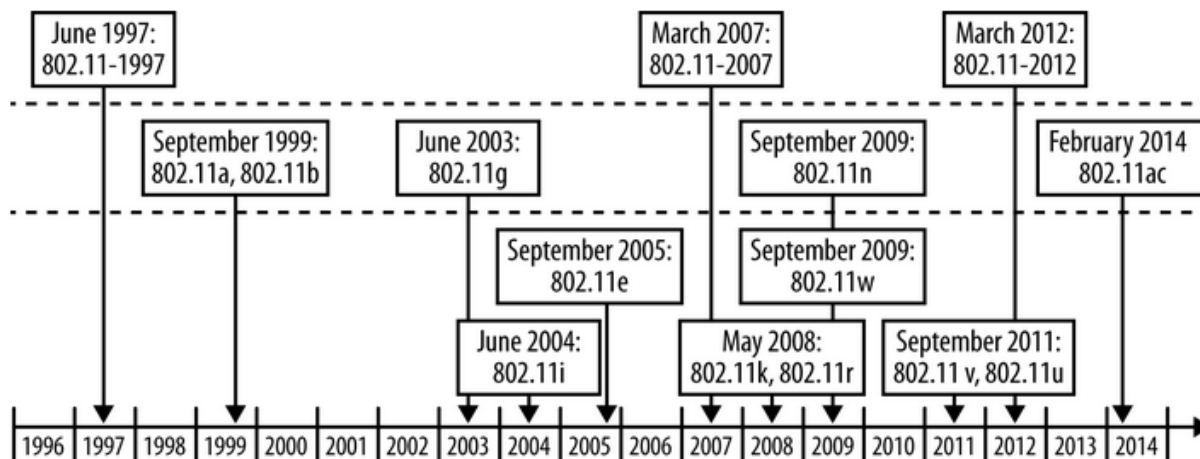 June 1997:
802.11-1997
March 2007:
802.11-2007
March 2012:
802.11-2012
September 1999:
802.11a, 802.11b
June 2003:
802.11g
September 2009:
802.11n
February 2014
802.11ac
September 2005:
802.11e
September 2009:
802.11w
June 2004:
802.11i
May 2008:
802.11k, 802.11r
September 2011:
802.11 v, 802.11u
1996 1997 1998 1999 2000 2001 2002 2003 2004 2005 2006 2007 2008 2009 2010 2011 2012 2013 2014